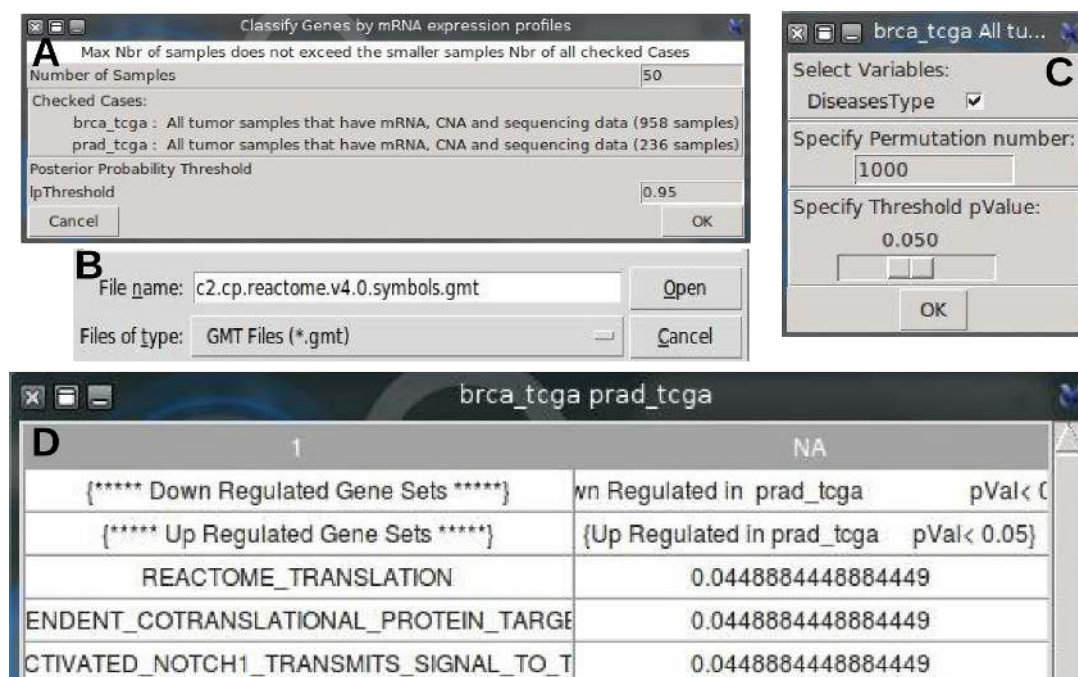 Classify Genes by mRNA expression profiles
A
Max Nbr of samples does not exceed the smaller samples Nbr of all checked Cases
Number of Samples 50
Checked Cases:
brca_tcga : All tumor samples that have mRNA, CNA and sequencing data (958 samples)
prad_tcga : All tumor samples that have mRNA, CNA and sequencing data (236 samples)
Posterior Probability Threshold
lpThreshold 0.95
Cancel OK
B
File name: c2.cp.reactome.v4.0.symbols.gmt Open
Files of type: GMT Files (*.gmt) Cancel
brca_tcga All tu...
C
Select Variables:
DiseasesType
Specify Permutation number:
1000
Specify Threshold pValue:
0.050
OK
brca_tcga prad_tcga
D
1 NA
{***** Down Regulated Gene Sets *****} wn Regulated in prad_tcga pVal< 0
{***** Up Regulated Gene Sets *****} {Up Regulated in prad_tcga pVal< 0.05}
REACTOME_TRANSLATION 0.0448884448884449
ENDENT_COTRANSLATIONAL_PROTEIN_TARGE 0.0448884448884449
CTIVATED_NOTCH1_TRANSMITS_SIGNAL_TO_T 0.0448884448884449